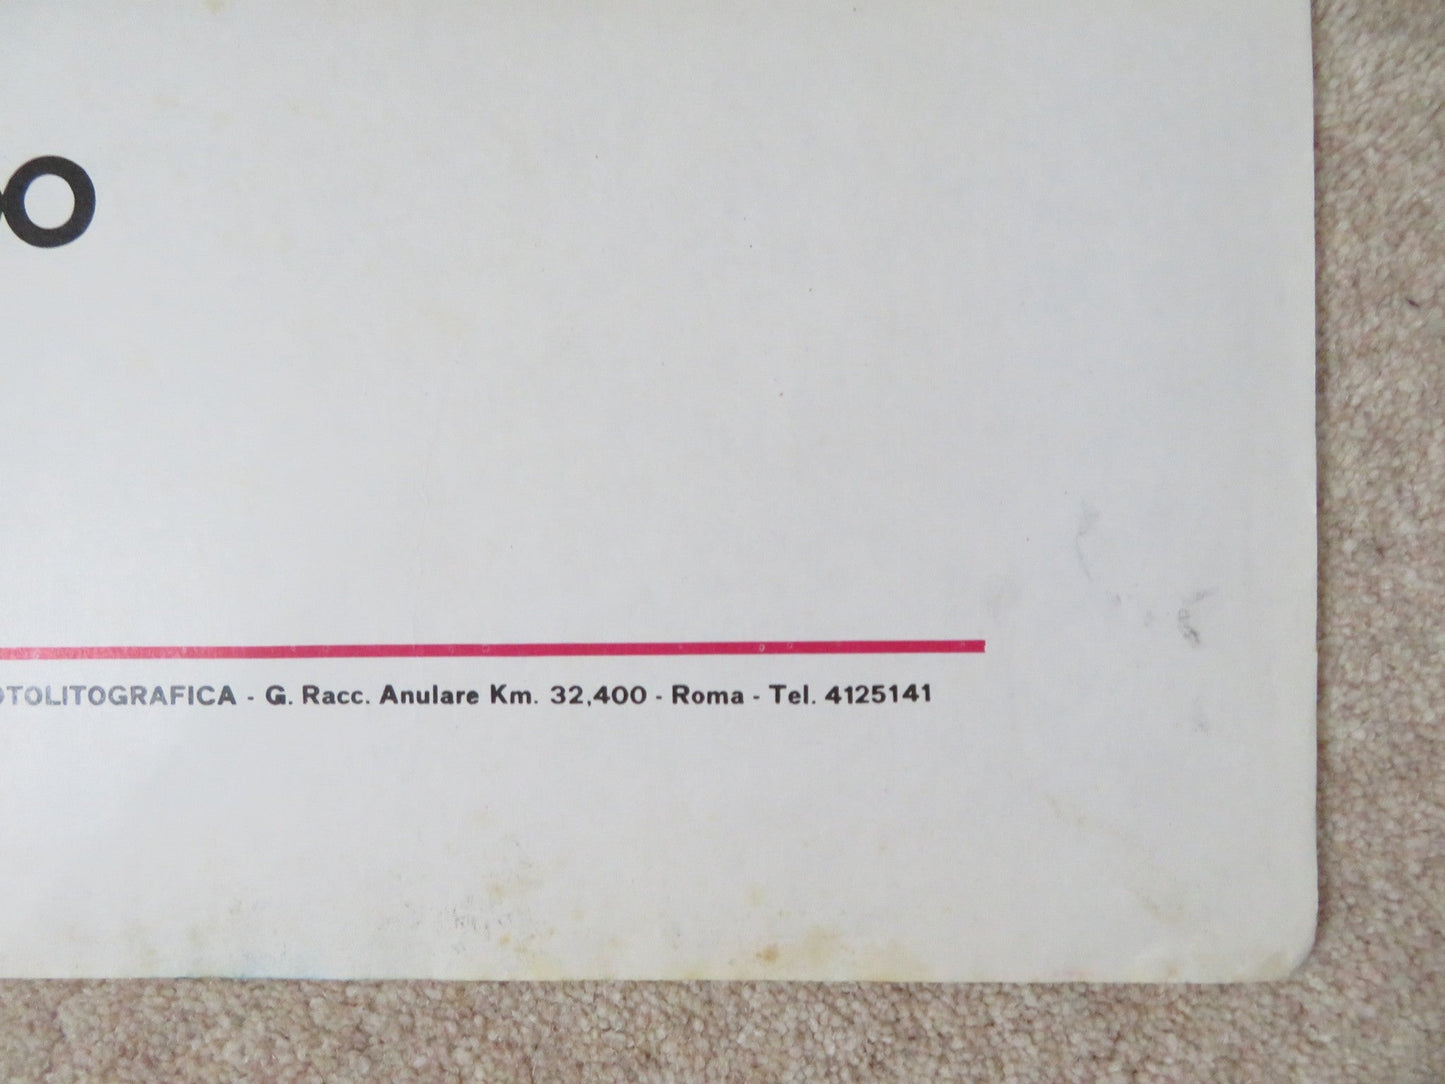 o
OTOLITOGRAFICA - G. Racc. Anulare Km. 32,400 - Roma - Tel. 4125141